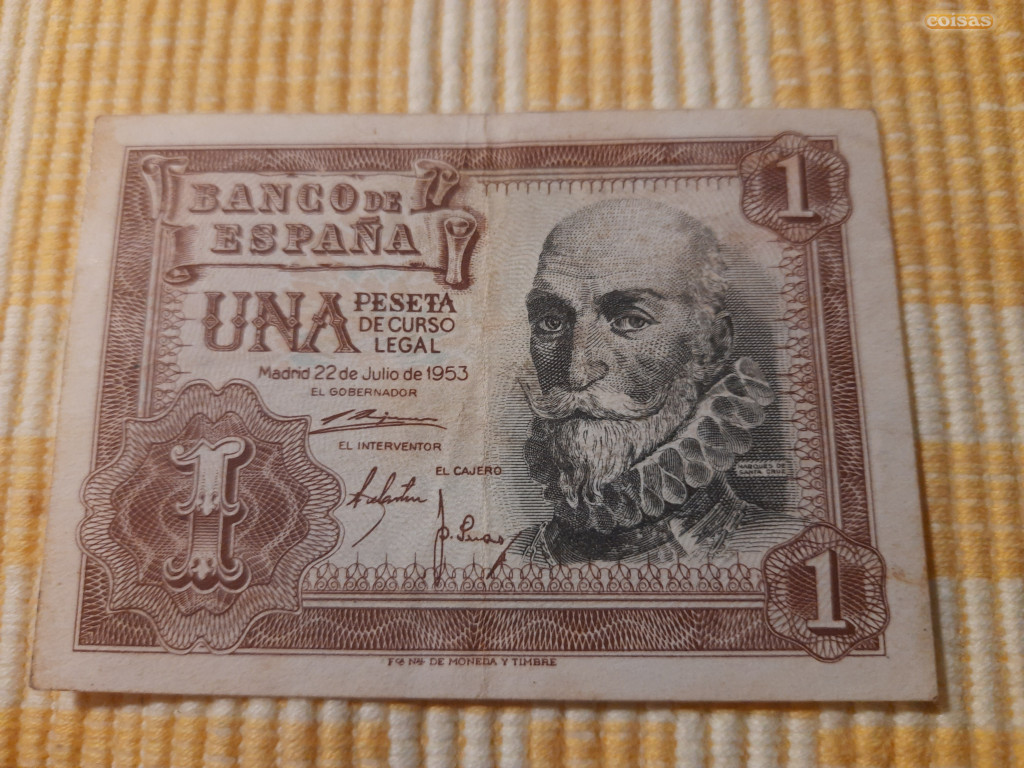 coisas
BANCO DE
ESPAÑA
1
UNA PESETA
DE CURSO
LEGAL
Madrid 22 de Julio de 1953
EL GOBERNADOR
EL INTERVENTOR
EL CAJERO
MARQUES DE
SANTA CRUZ
1
1
FCA NAL DE MONEDA Y TIMBRE